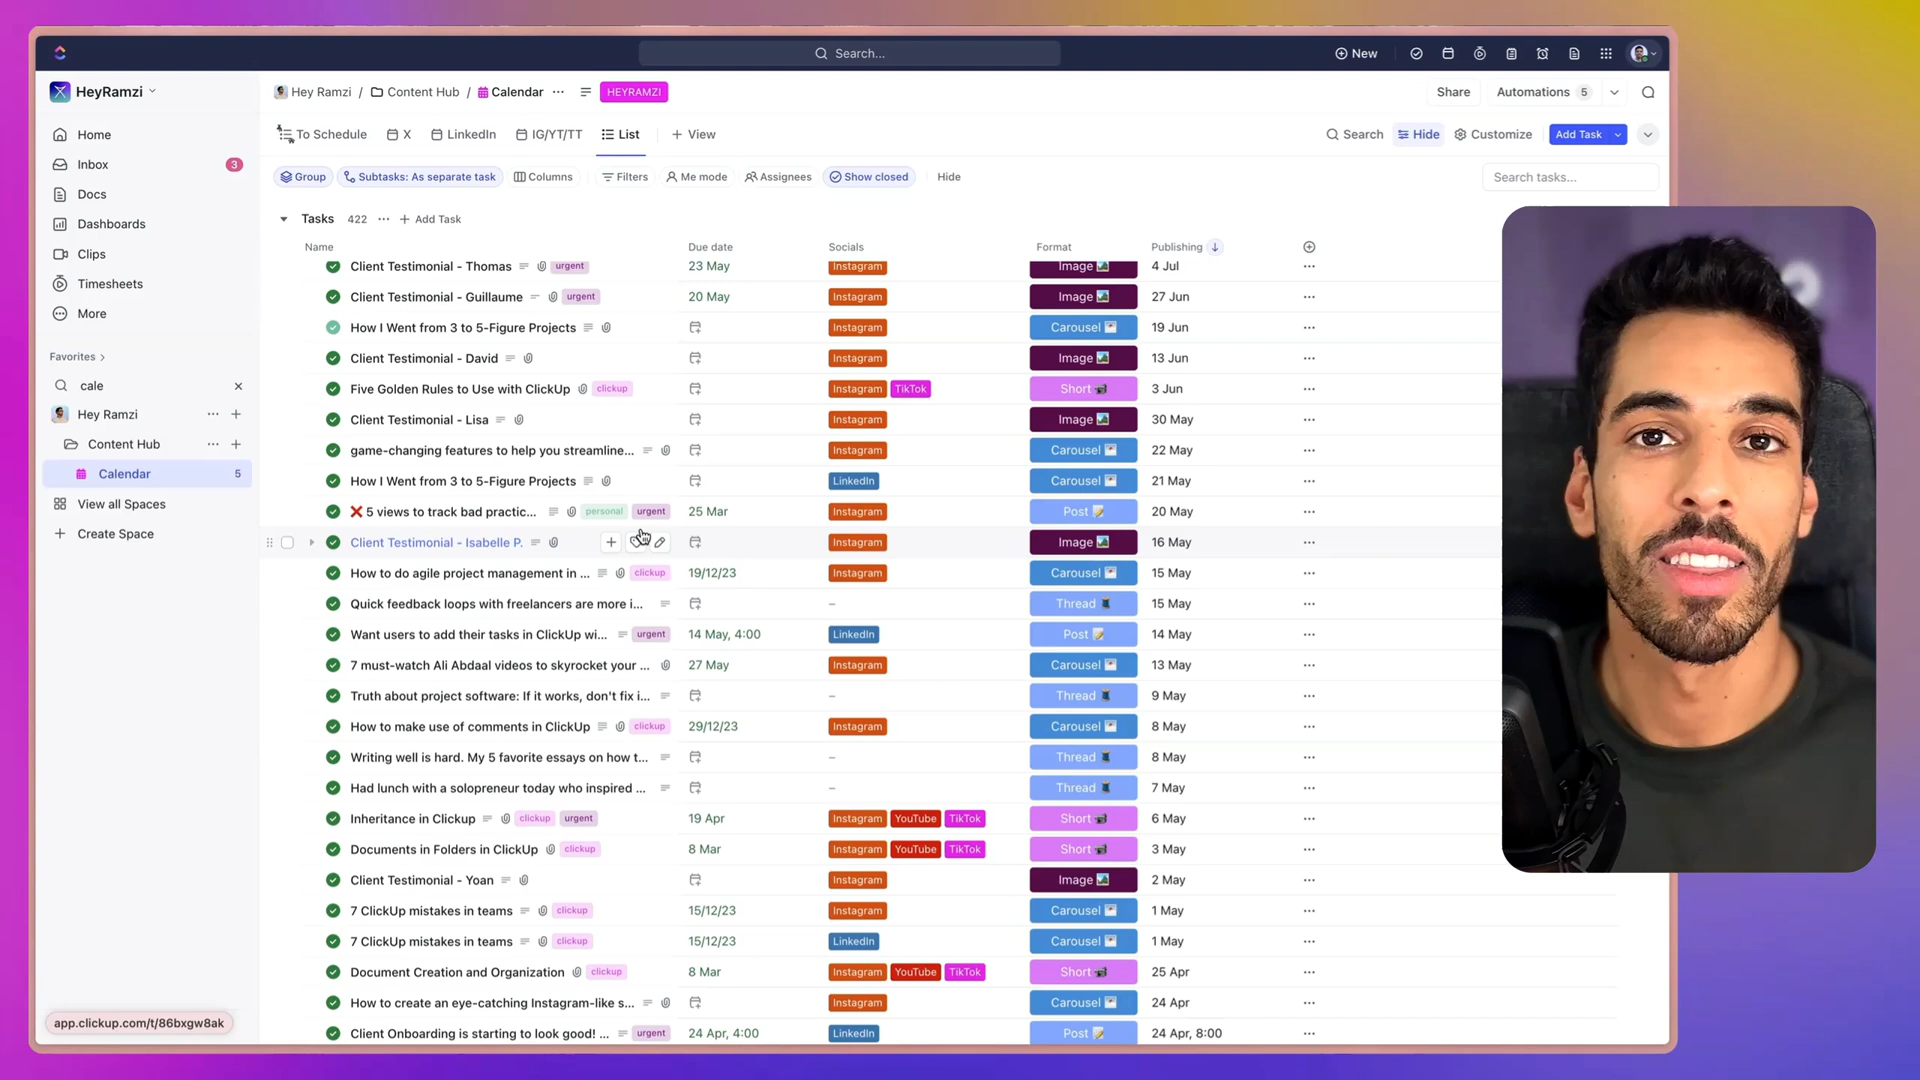 Search...
New
HeyRamzi
Hey Ramzi / Content Hub / Calendar ... HEYRAMZI
Share
Automations 5
Home
Inbox 3
Docs
Dashboards
Clips
Timesheets
More
Favorites
cale
Hey Ramzi
Content Hub
Calendar 5
View all Spaces
Create Space
To Schedule X LinkedIn IG/YT/TT List + View
Search Hide Customize Add Task
Group Subtasks: As separate task Columns Filters Me mode Assignees Show closed Hide
Search tasks...
Tasks 422 ... + Add Task
Name Due date Socials Format Publishing
Client Testimonial - Thomas urgent 23 May Instagram Image 4 Jul
Client Testimonial - Guillaume urgent 20 May Instagram Image 27 Jun
How I Went from 3 to 5-Figure Projects Instagram Carousel 19 Jun
Client Testimonial - David Instagram Image 13 Jun
Five Golden Rules to Use with ClickUp clickup Instagram TikTok Short 3 Jun
Client Testimonial - Lisa Instagram Image 30 May
game-changing features to help you streamline... Instagram Carousel 22 May
How I Went from 3 to 5-Figure Projects LinkedIn Carousel 21 May
❌ 5 views to track bad practic... personal urgent 25 Mar Instagram Post 20 May
Client Testimonial - Isabelle P. Instagram Image 16 May
How to do agile project management in ... clickup 19/12/23 Instagram Carousel 15 May
Quick feedback loops with freelancers are more i... – Thread 15 May
Want users to add their tasks in ClickUp wi... urgent 14 May, 4:00 LinkedIn Post 14 May
7 must-watch Ali Abdaal videos to skyrocket your ... 27 May Instagram Carousel 13 May
Truth about project software: If it works, don't fix i... – Thread 9 May
How to make use of comments in ClickUp clickup 29/12/23 Instagram Carousel 8 May
Writing well is hard. My 5 favorite essays on how t... – Thread 8 May
Had lunch with a solopreneur today who inspired ... – Thread 7 May
Inheritance in Clickup clickup urgent 19 Apr Instagram YouTube TikTok Short 6 May
Documents in Folders in ClickUp clickup 8 Mar Instagram YouTube TikTok Short 3 May
Client Testimonial - Yoan Instagram Image 2 May
7 ClickUp mistakes in teams clickup 15/12/23 Instagram Carousel 1 May
7 ClickUp mistakes in teams clickup 15/12/23 LinkedIn Carousel 1 May
Document Creation and Organization clickup 8 Mar Instagram YouTube TikTok Short 25 Apr
How to create an eye-catching Instagram-like s... Instagram Carousel 24 Apr
Client Onboarding is starting to look good! ... urgent 24 Apr, 4:00 LinkedIn Post 24 Apr, 8:00
app.clickup.com/t/86bxgw8ak